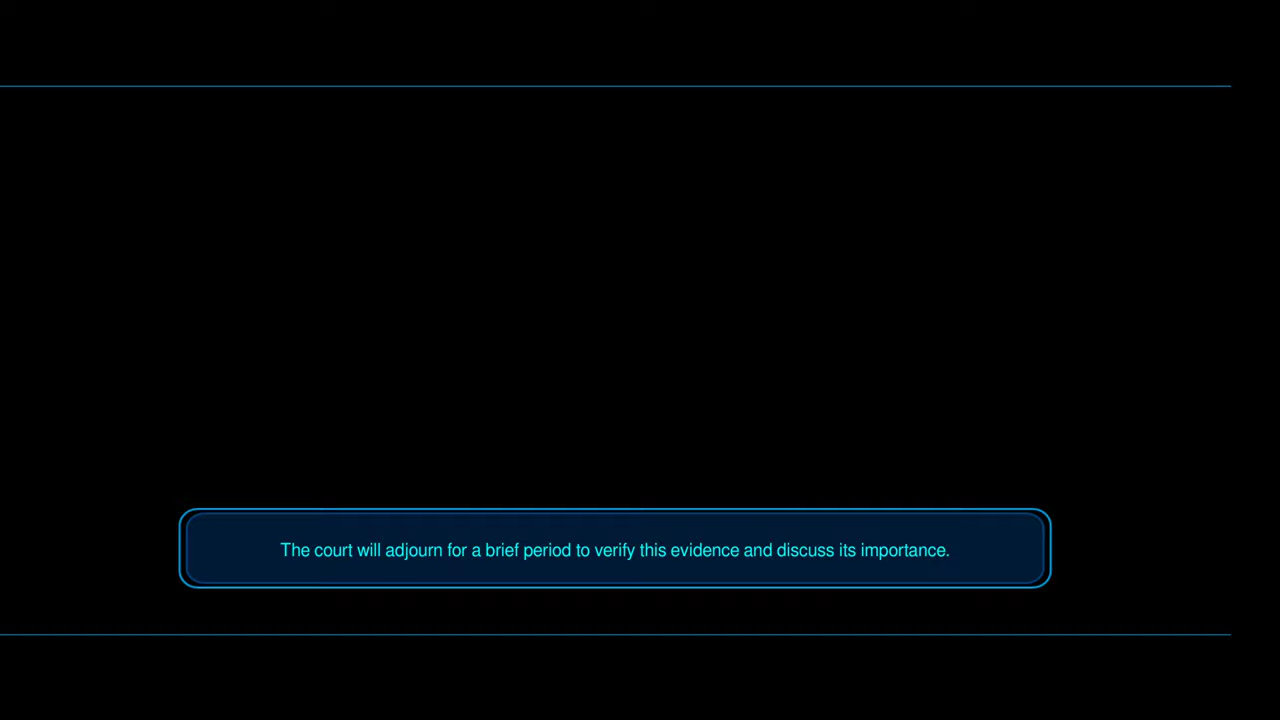 The court will adjourn for a brief period to verify this evidence and discuss its importance.